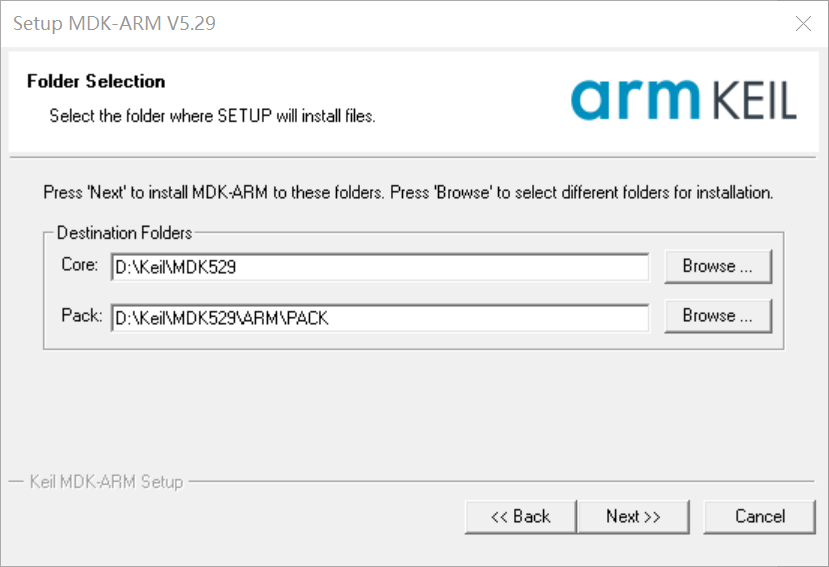 Setup MDK-ARM V5.29
Folder Selection
Select the folder where SETUP will install files.
arm KEIL
Press 'Next' to install MDK-ARM to these folders. Press 'Browse' to select different folders for installation.
Destination Folders
Core: D:\Keil\MDK529 Browse ...
Pack: D:\Keil\MDK529\ARM\PACK Browse ...
Keil MDK-ARM Setup
<< Back Next >> Cancel